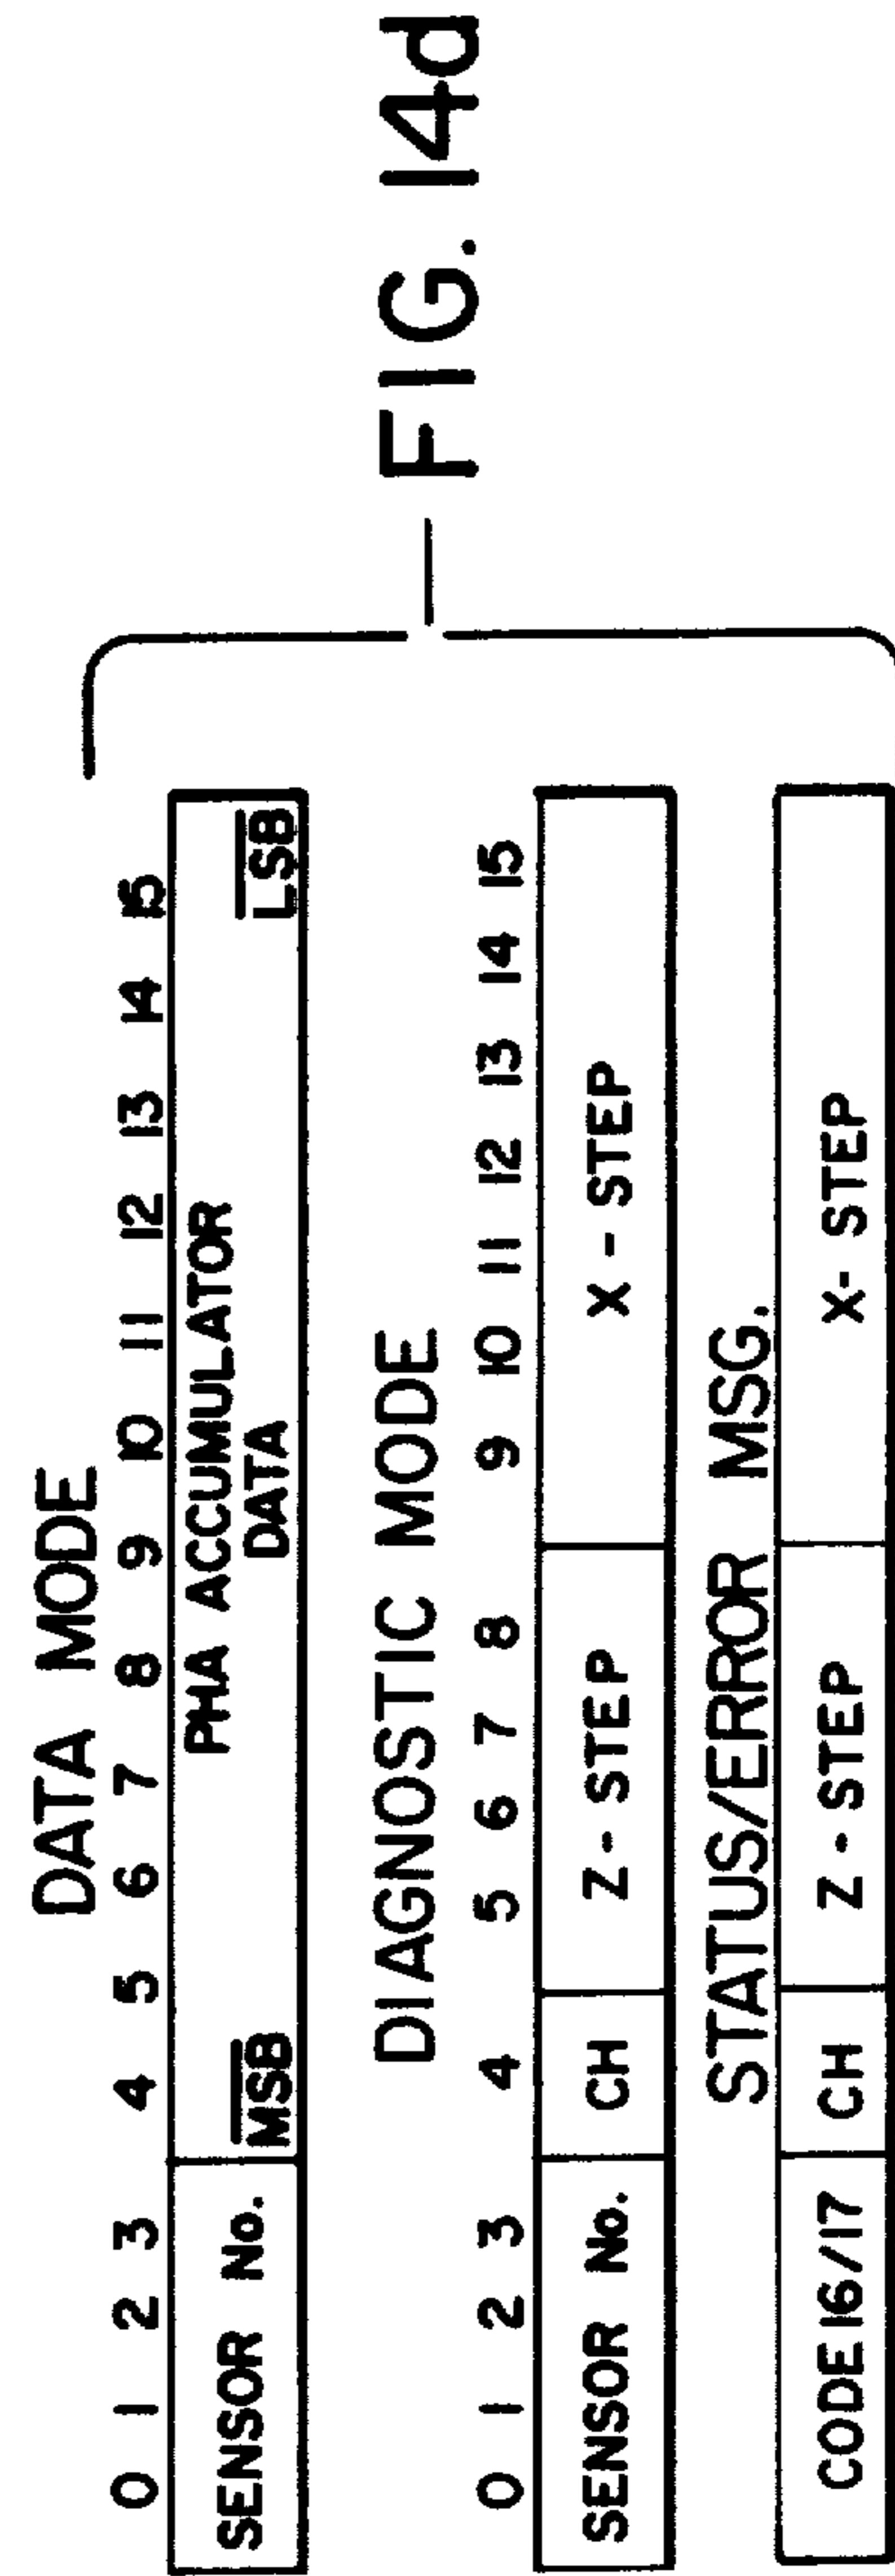 DATA MODE
0 1 2 3 4 5 6 7 8 9 10 11 12 13 14 15
SENSOR No. MSB PHA ACCUMULATOR DATA LSB
DIAGNOSTIC MODE
0 1 2 3 4 5 6 7 8 9 10 11 12 13 14 15
SENSOR No. CH Z - STEP X - STEP
STATUS/ERROR MSG.
CODE 16/17 CH Z - STEP X - STEP
FIG. 14d